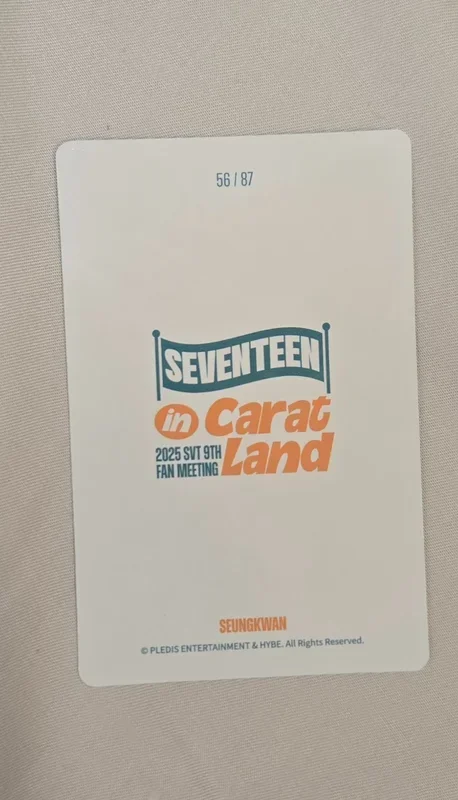 56 / 87
SEVENTEEN
in Carat
2025 SVT 9TH
FAN MEETING
Land
SEUNGKWAN
© PLEDIS ENTERTAINMENT & HYBE. All Rights Reserved.